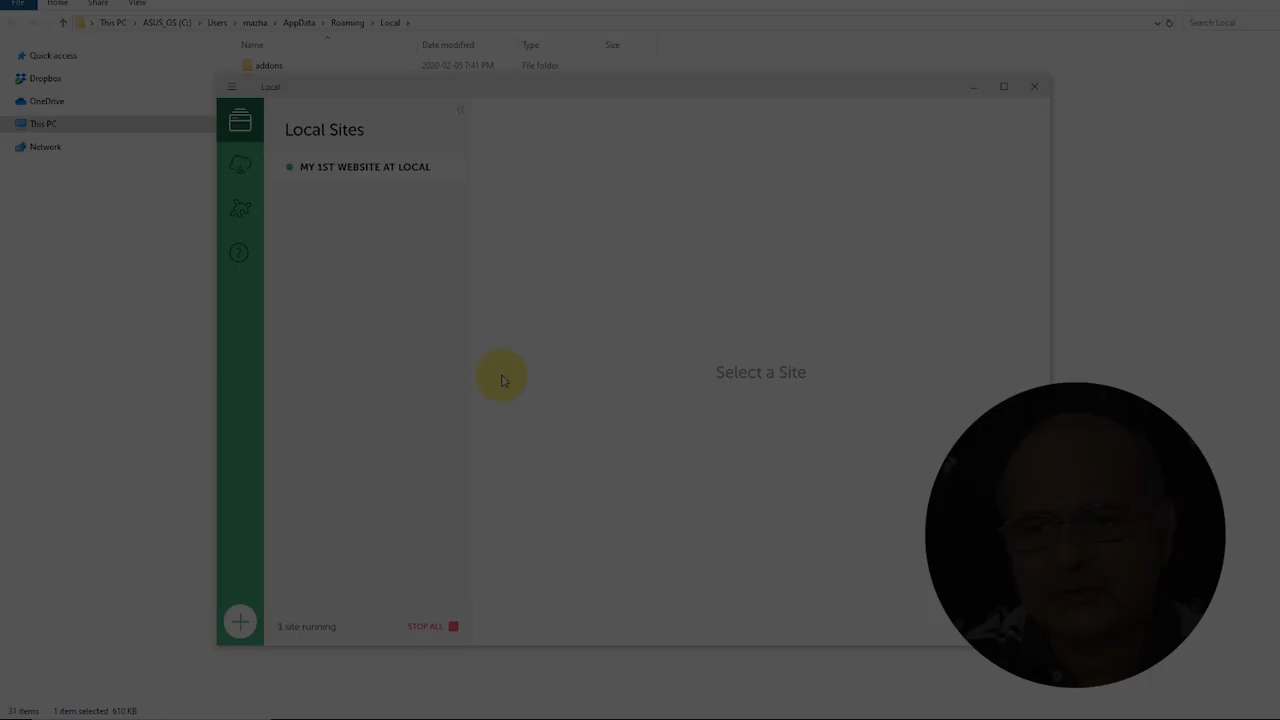 File Home Share View
This PC > ASUS_OS (C:) > Users > mazha > AppData > Roaming > Local > Search Local
Name Date modified Type Size
Quick access
addons 2020-02-05 7:41 PM File folder
Dropbox
Local
OneDrive
This PC
Local Sites
Network
MY 1ST WEBSITE AT LOCAL
?
Select a Site
1 site running STOP ALL
31 items 1 item selected 610 KB